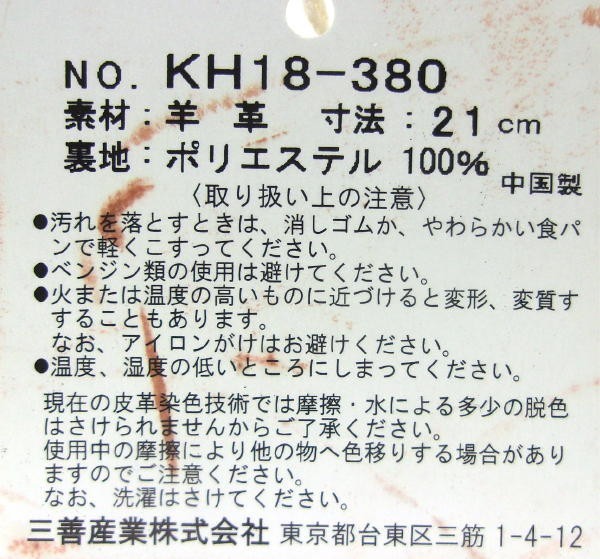 NO. KH18-380
素材:羊 革 寸法:21cm
裏地:ポリエステル 100%
中国製
〈取り扱い上の注意〉
●汚れを落とすときは、消しゴムか、やわらかい食パ
ンで軽くこすってください。
●ベンジン類の使用は避けてください。
●火または温度の高いものに近づけると変形、変質す
することもあります。
なお、アイロンがけはお避けください。
●温度、湿度の低いところにしまってください。
現在の皮革染色技術では摩擦・水による多少の脱色
はさけられませんからご了承ください。
使用中の摩擦により他の物へ色移りする場合があり
ますのでご注意ください。
なお、洗濯はさけてください。
三善産業株式会社 東京都台東区三筋 1-4-12